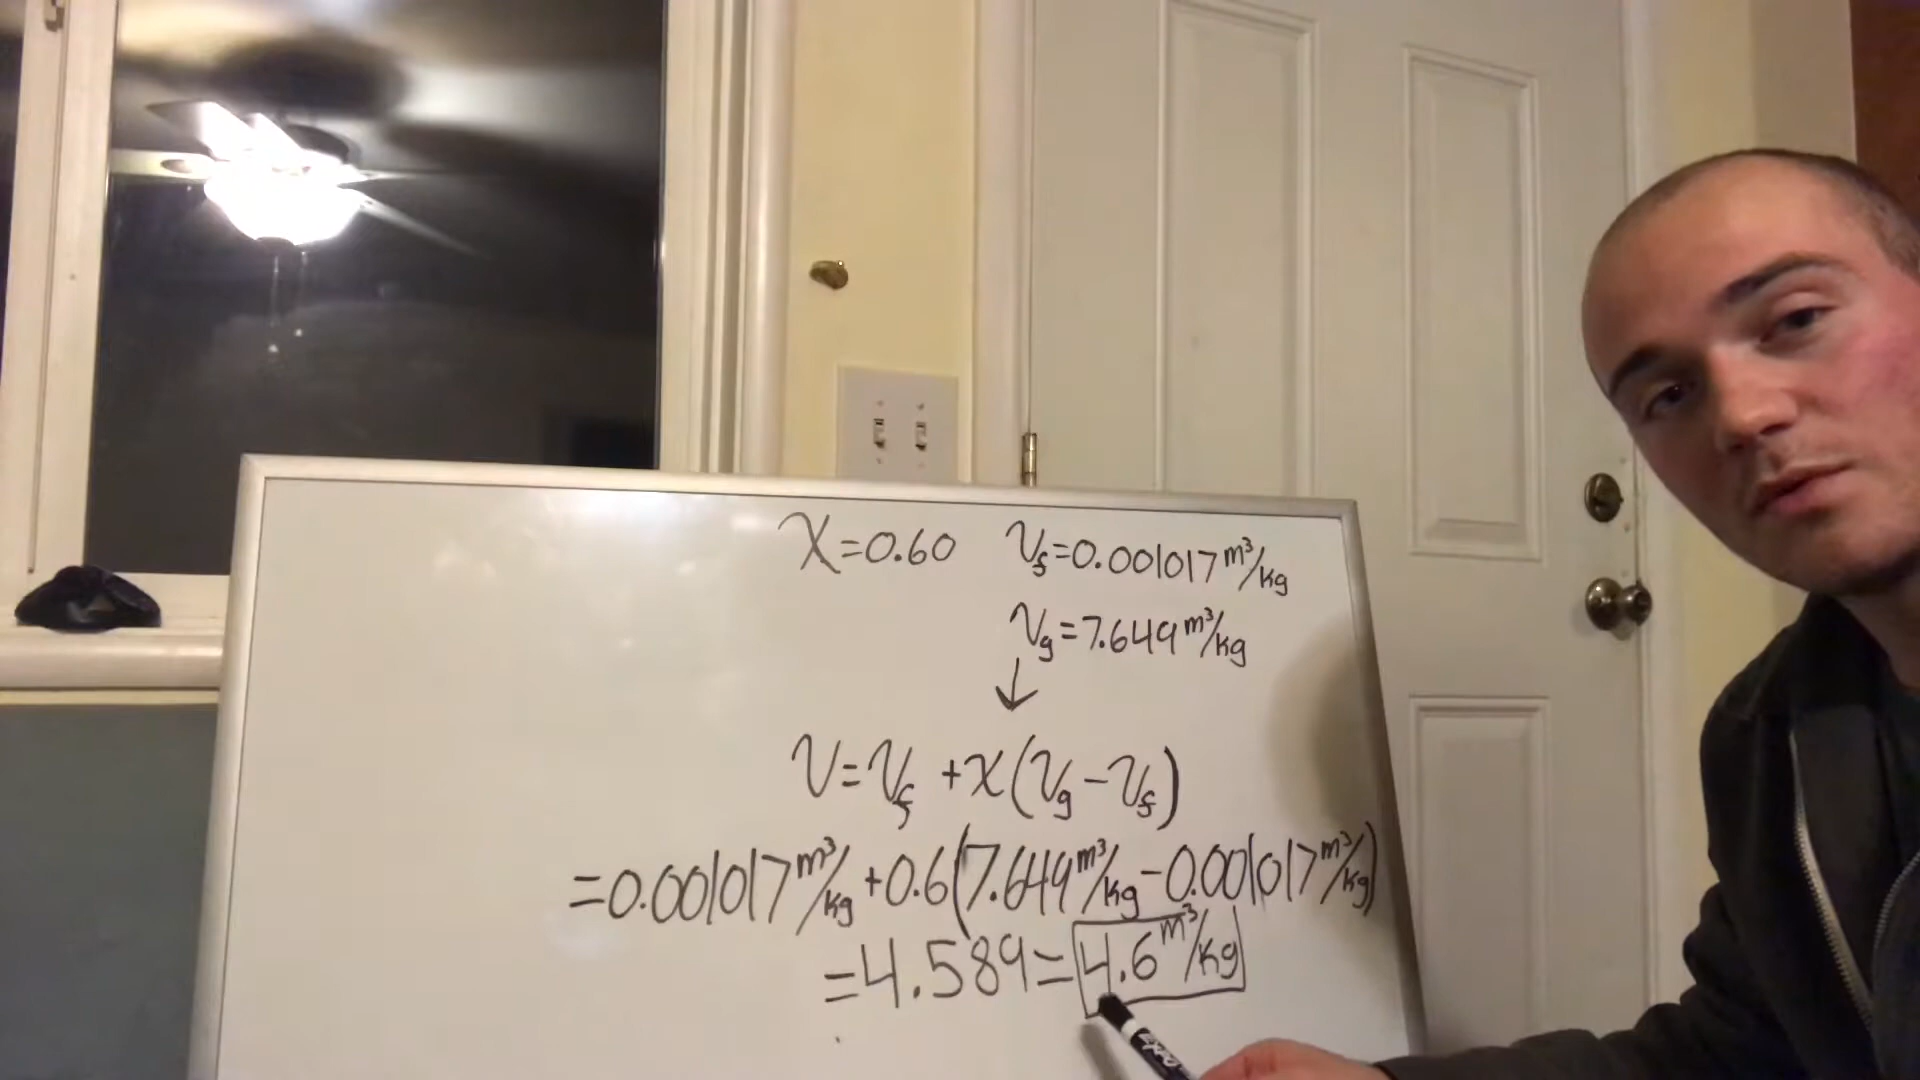 χ=0.60 V_f=0.001017 m³/kg
V_g=7.649 m³/kg
↓
V=V_f+χ(V_g-V_f)
=0.001017 m³/kg+0.6(7.649 m³/kg-0.001017 m³/kg)
=4.589=4.6 m³/kg
EXPO